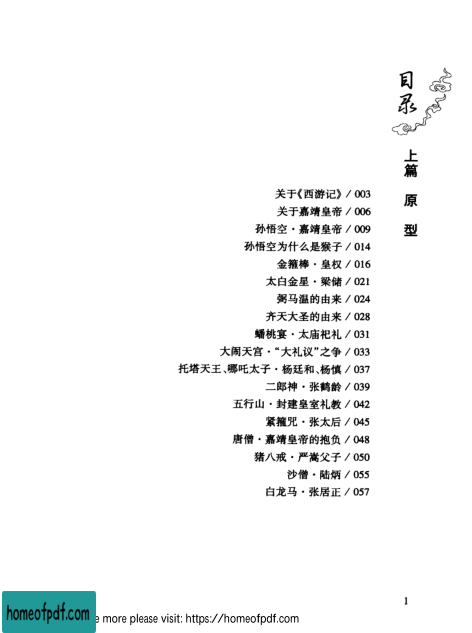 目录
上篇 原型
关于《西游记》/ 003
关于嘉靖皇帝 / 006
孙悟空·嘉靖皇帝 / 009
孙悟空为什么是猴子 / 014
金箍棒·皇权 / 016
太白金星·梁储 / 021
弼马温的由来 / 024
齐天大圣的由来 / 028
蟠桃宴·太庙祀礼 / 031
大闹天宫·“大礼议”之争 / 033
托塔天王、哪吒太子·杨廷和、杨慎 / 037
二郎神·张鹤龄 / 039
五行山·封建皇室礼教 / 042
紧箍咒·张太后 / 045
唐僧·嘉靖皇帝的抱负 / 048
猪八戒·严嵩父子 / 050
沙僧·陆炳 / 055
白龙马·张居正 / 057
1
homeofpdf.com
e more please visit: https://homeofpdf.com